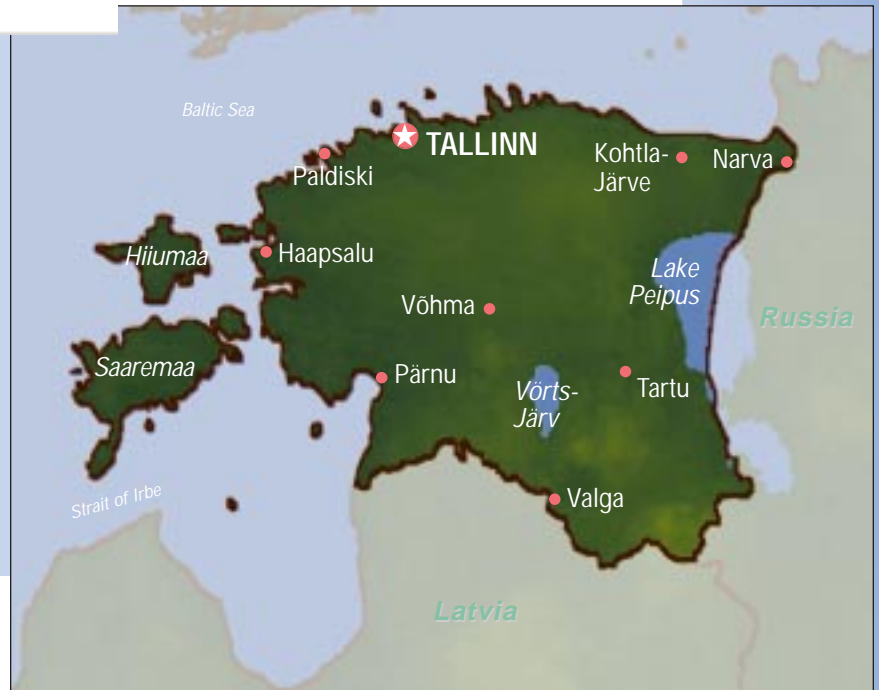 Baltic Sea
TALLINN
Paldiski
Kohtla-
Järve
Narva
Hiiumaa
Haapsalu
Lake
Peipus
Võhma
Russia
Saaremaa
Pärnu
Vörts-
Järv
Tartu
Strait of Irbe
Valga
Latvia